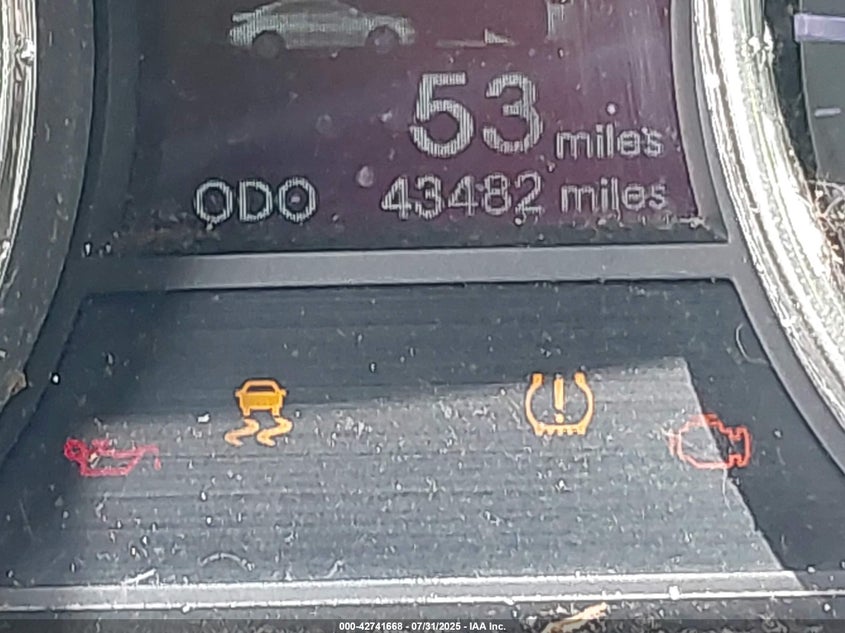 53 miles
ODO 43482 miles
000-42741668 - 07/31/2025 - IAA Inc.